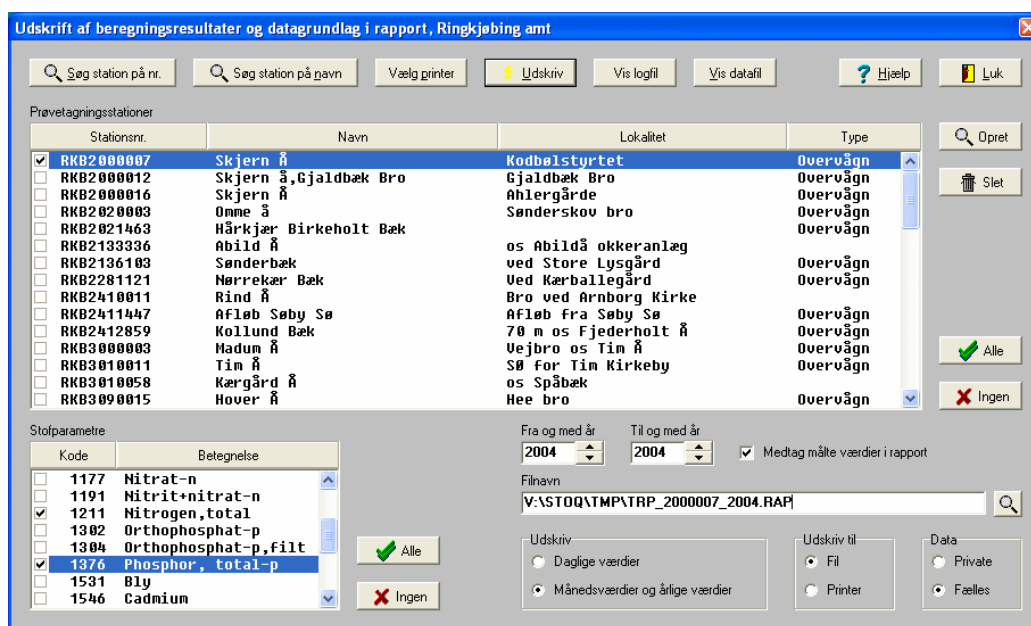 Udskrift af beregningsresultater og datagrundlag i rapport, Ringkjøbing amt
Søg station på nr. Søg station på navn Vælg printer Udskriv Vis logfil Vis datafil Hjælp Luk
Prøvetagningsstationer
Stationsnr. Navn Lokalitet Type Opret
RKB2000007 Skjern Å Kodbølstyrtet Overvågn
RKB2000012 Skjern å,Gjaldbæk Bro Gjaldbæk Bro Overvågn
Slet
RKB2000016 Skjern Å Ahlergårde Overvågn
RKB2020003 Omme å Sønderskov bro Overvågn
RKB2021463 Hårkjær Birkeholt Bæk Overvågn
RKB2133336 Abild Å os Abildå okkeranlæg
RKB2136103 Sønderbæk ved Store Lysgård Overvågn
RKB2281121 Nørrekær Bæk Ved Kærballegård Overvågn
RKB2410011 Rind Å Bro ved Arnborg Kirke
RKB2411447 Afløb Søby Sø Afløb fra Søby Sø Overvågn
RKB2412859 Kollund Bæk 70 m os Fjederholt Å Overvågn
RKB3000003 Madum Å Vejbro os Tim Å Overvågn
Alle
RKB3010011 Tim Å SØ for Tim Kirkeby Overvågn
RKB3010058 Kærgård Å os Spåbæk
RKB3090015 Hover Å Hee bro Overvågn
Ingen
Stofparametre
Kode Betegnelse
1177 Nitrat-n
1191 Nitrit+nitrat-n
1211 Nitrogen,total
1302 Orthophosphat-p
1304 Orthophosphat-p,filt
1376 Phosphor, total-p
1531 Bly
1546 Cadmium
Alle
Ingen
Fra og med år Til og med år
2004 2004 Medtag målte værdier i rapport
Filnavn
V:\STOQ\TMP\TRP_2000007_2004.RAP
Udskriv
Daglige værdier
Månedsværdier og årlige værdier
Udskriv til
Fil
Printer
Data
Private
Fælles